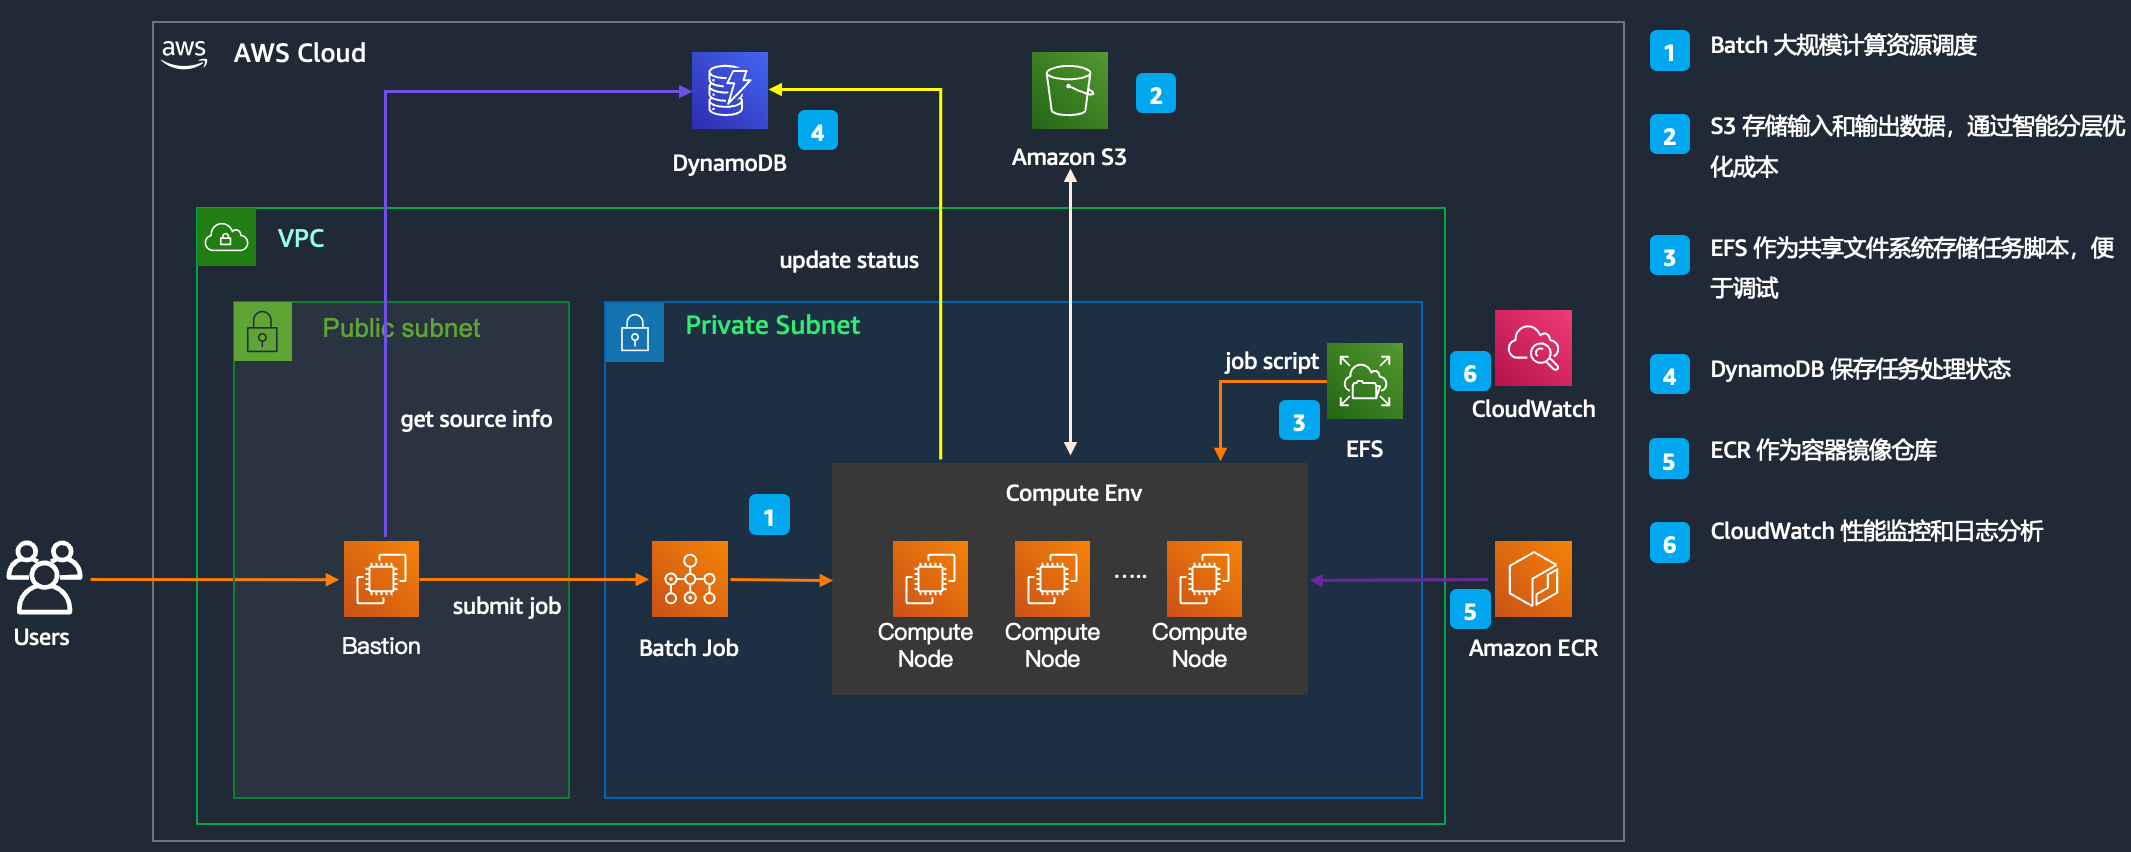 aws
AWS Cloud
DynamoDB
4
Amazon S3
2
VPC
update status
Public subnet
Private Subnet
get source info
job script
3
EFS
6
CloudWatch
Users
Bastion
submit job
1
Batch Job
Compute Env
Compute
Node
Compute
Node
.....
Compute
Node
5
Amazon ECR
1
Batch 大规模计算资源调度
2
S3 存储输入和输出数据，通过智能分层优
化成本
3
EFS 作为共享文件系统存储任务脚本，便
于调试
4
DynamoDB 保存任务处理状态
5
ECR 作为容器镜像仓库
6
CloudWatch 性能监控和日志分析